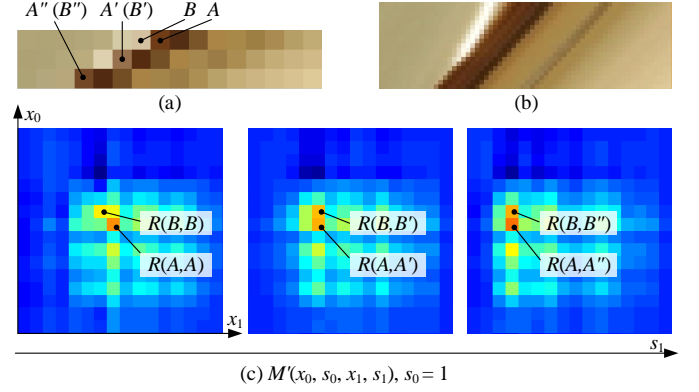 A′′ (B′′) A′ (B′) B A
(a) (b)
x₀
R(B,B) R(B,B′) R(B,B′′)
R(A,A) R(A,A′) R(A,A′′)
x₁ s₁
(c) M′(x₀, s₀, x₁, s₁), s₀ = 1